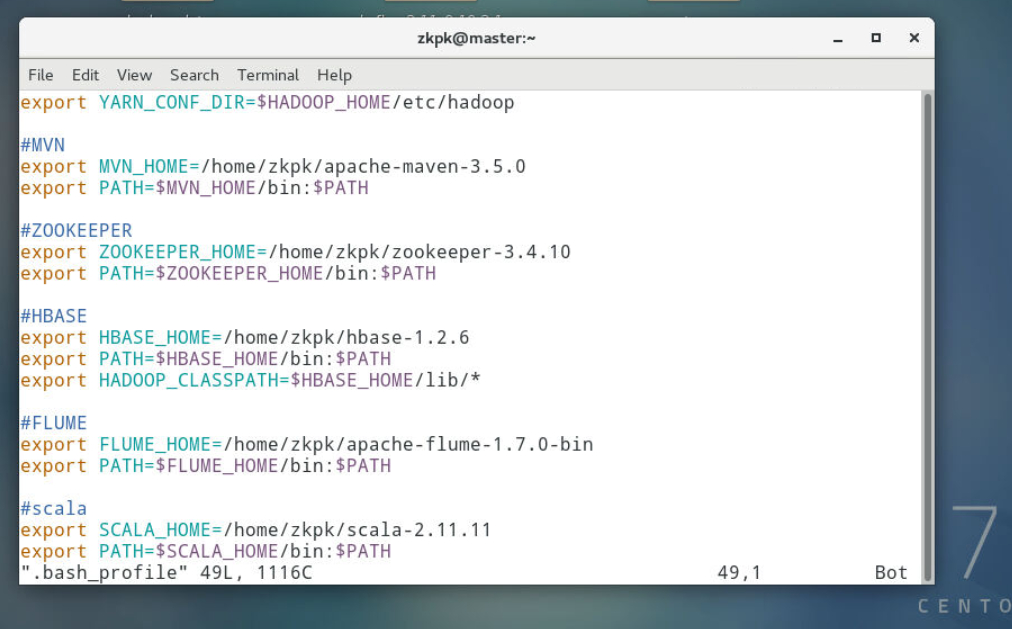 zkpk@master:~
File Edit View Search Terminal Help
export YARN_CONF_DIR=$HADOOP_HOME/etc/hadoop
#MVN
export MVN_HOME=/home/zkpk/apache-maven-3.5.0
export PATH=$MVN_HOME/bin:$PATH
#ZOOKEEPER
export ZOOKEEPER_HOME=/home/zkpk/zookeeper-3.4.10
export PATH=$ZOOKEEPER_HOME/bin:$PATH
#HBASE
export HBASE_HOME=/home/zkpk/hbase-1.2.6
export PATH=$HBASE_HOME/bin:$PATH
export HADOOP_CLASSPATH=$HBASE_HOME/lib/*
#FLUME
export FLUME_HOME=/home/zkpk/apache-flume-1.7.0-bin
export PATH=$FLUME_HOME/bin:$PATH
#scala
export SCALA_HOME=/home/zkpk/scala-2.11.11
export PATH=$SCALA_HOME/bin:$PATH
".bash_profile" 49L, 1116C 49,1 Bot
7
CENTO